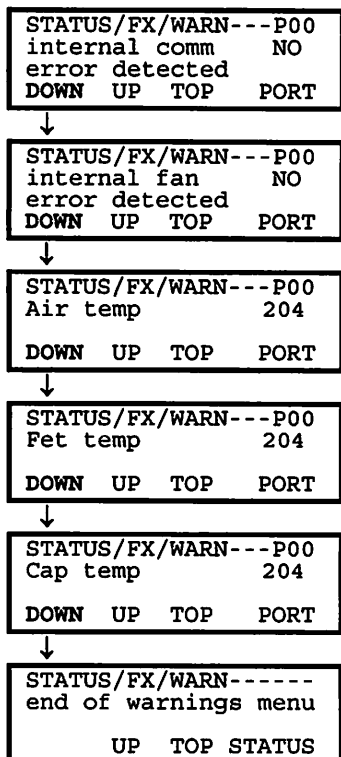 STATUS/FX/WARN---P00
internal comm NO
error detected
DOWN UP TOP PORT
STATUS/FX/WARN---P00
internal fan NO
error detected
DOWN UP TOP PORT
STATUS/FX/WARN---P00
Air temp 204
DOWN UP TOP PORT
STATUS/FX/WARN---P00
Fet temp 204
DOWN UP TOP PORT
STATUS/FX/WARN---P00
Cap temp 204
DOWN UP TOP PORT
STATUS/FX/WARN------
end of warnings menu
UP TOP STATUS